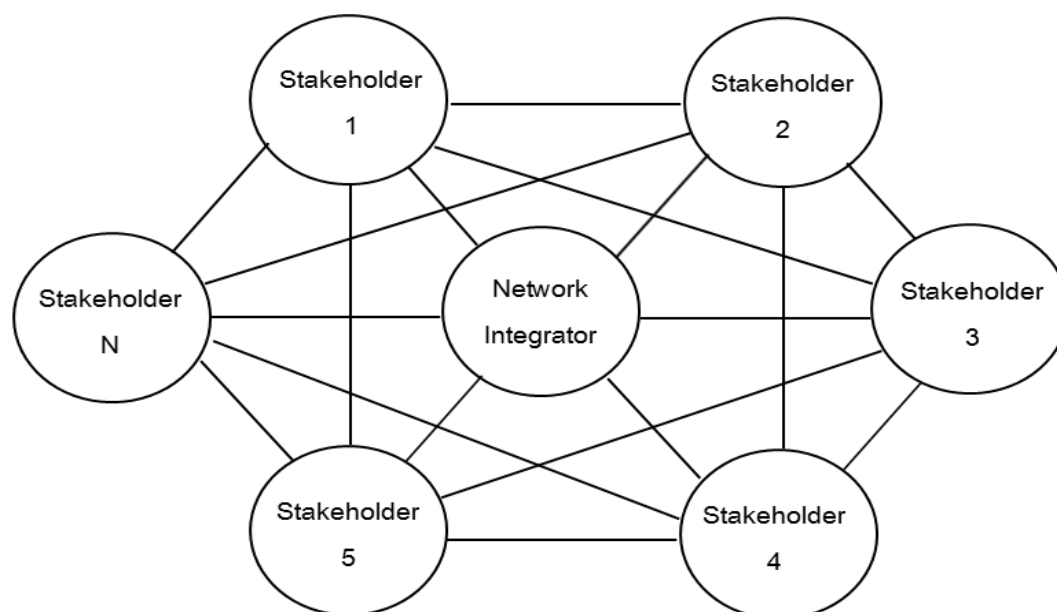 Stakeholder
1
Stakeholder
2
Stakeholder
N
Network
Integrator
Stakeholder
3
Stakeholder
5
Stakeholder
4